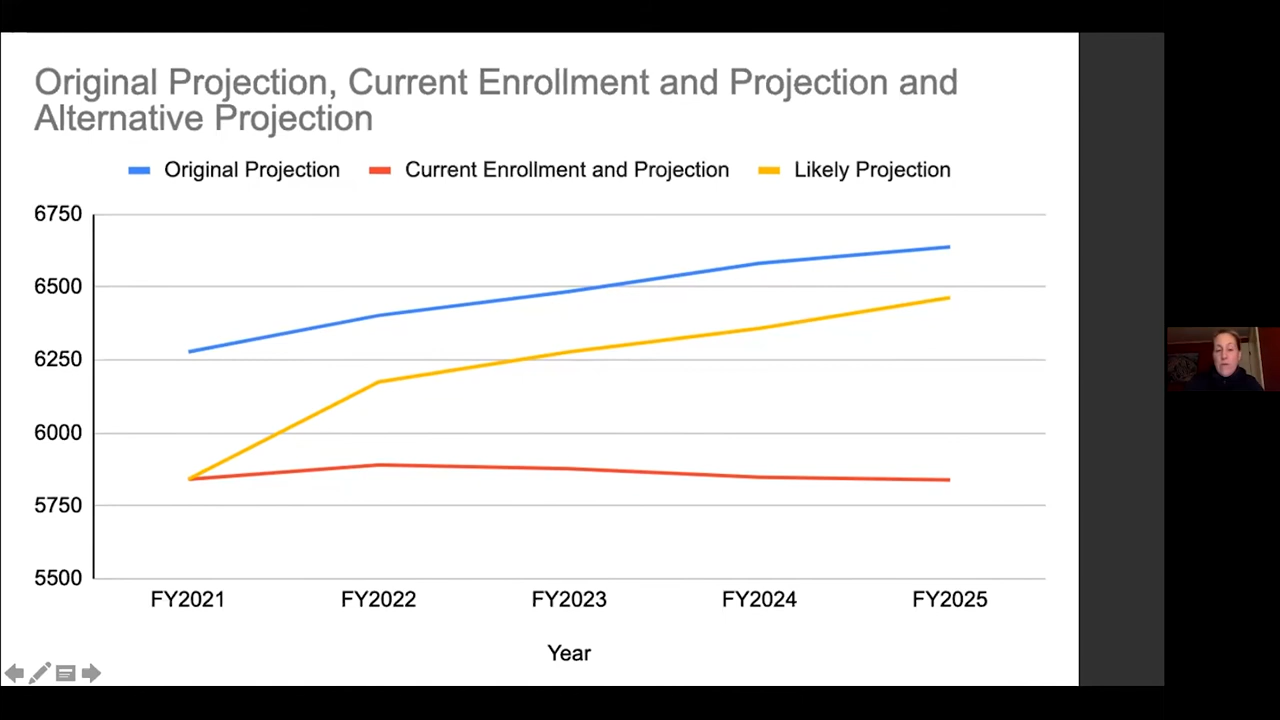 Original Projection, Current Enrollment and Projection and
Alternative Projection
Original Projection Current Enrollment and Projection Likely Projection
6750
6500
6250
6000
5750
5500
FY2021 FY2022 FY2023 FY2024 FY2025
Year